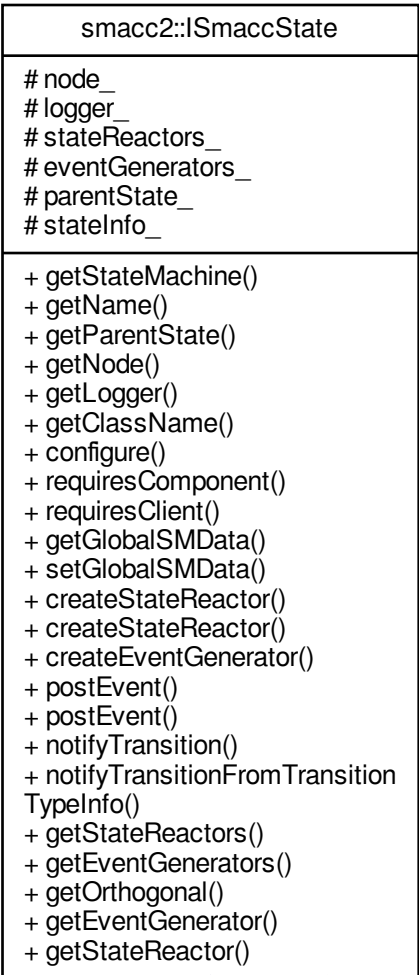 smacc2::ISmaccState
# node_
# logger_
# stateReactors_
# eventGenerators_
# parentState_
# stateInfo_
+ getStateMachine()
+ getName()
+ getParentState()
+ getNode()
+ getLogger()
+ getClassName()
+ configure()
+ requiresComponent()
+ requiresClient()
+ getGlobalSMData()
+ setGlobalSMData()
+ createStateReactor()
+ createStateReactor()
+ createEventGenerator()
+ postEvent()
+ postEvent()
+ notifyTransition()
+ notifyTransitionFromTransition
TypeInfo()
+ getStateReactors()
+ getEventGenerators()
+ getOrthogonal()
+ getEventGenerator()
+ getStateReactor()